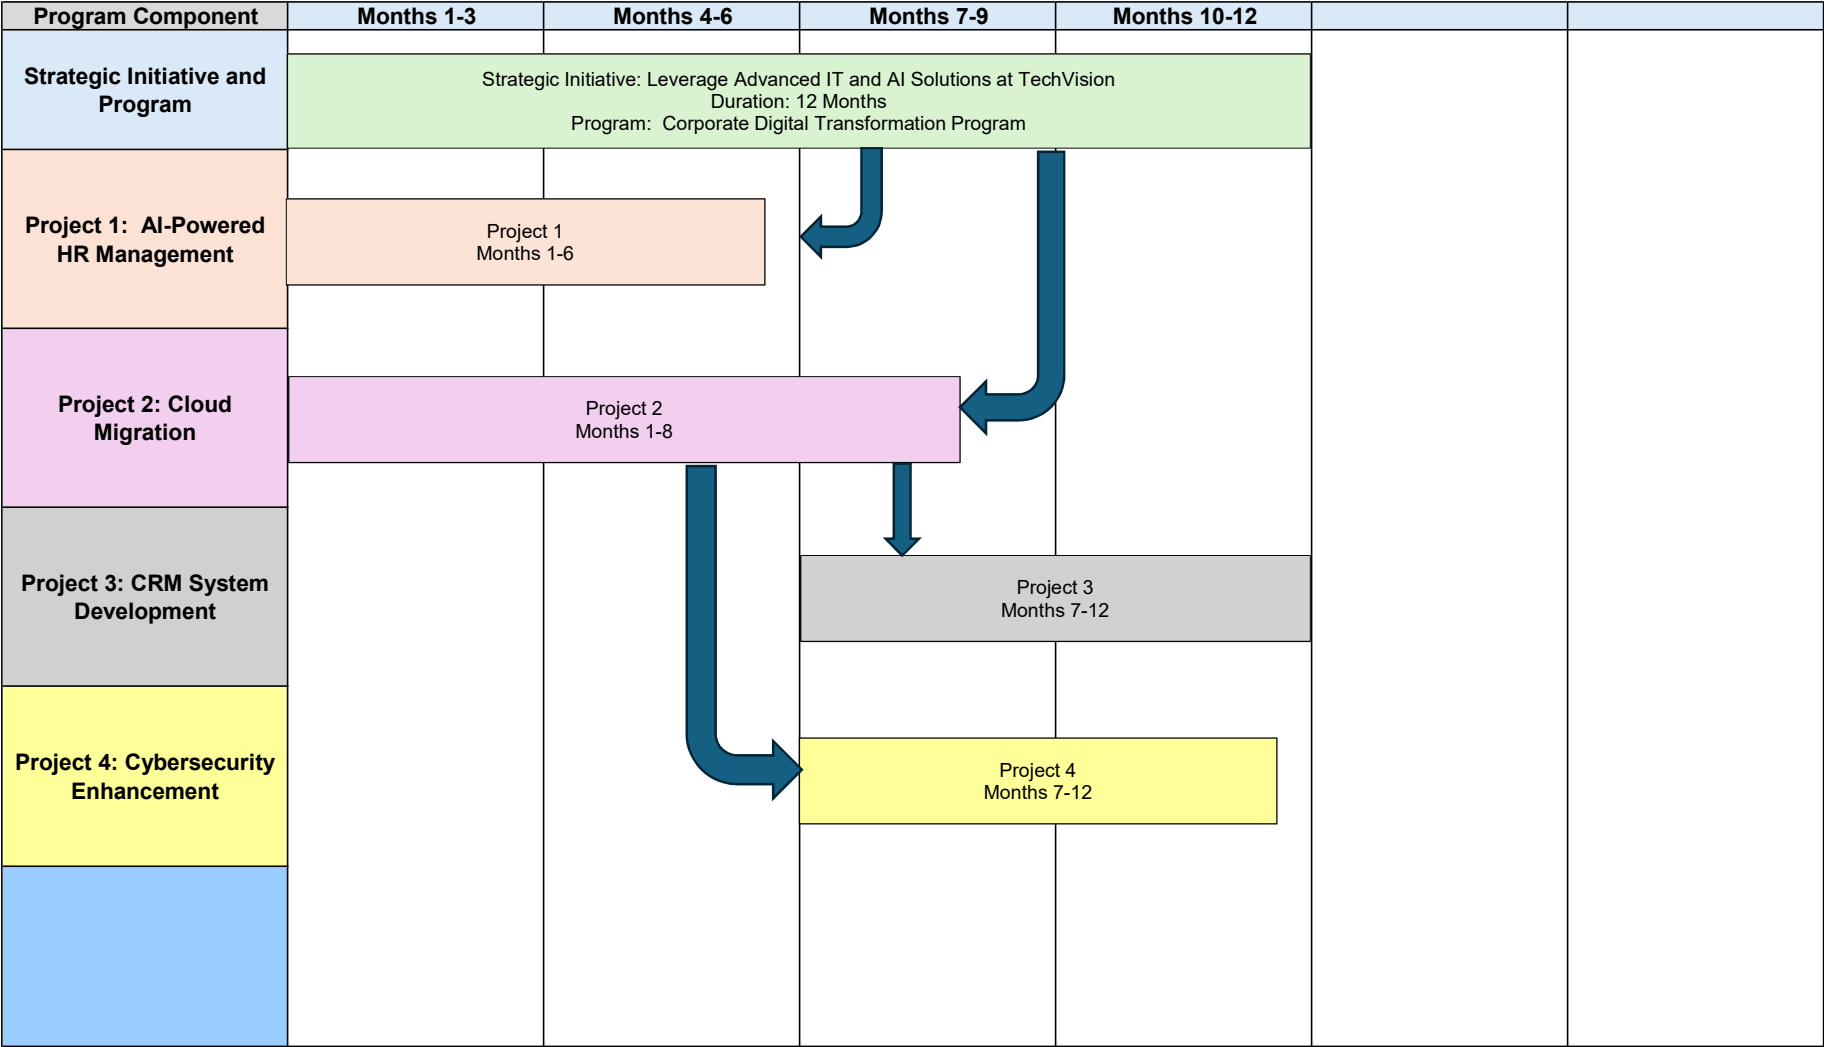 Program Component
Months 1-3
Months 4-6
Months 7-9
Months 10-12
Strategic Initiative and
Program
Strategic Initiative: Leverage Advanced IT and AI Solutions at TechVision
Duration: 12 Months
Program:  Corporate Digital Transformation Program
Project 1:  AI-Powered
HR Management
Project 1
Months 1-6
Project 2: Cloud
Migration
Project 2
Months 1-8
Project 3: CRM System
Development
Project 3
Months 7-12
Project 4: Cybersecurity
Enhancement
Project 4
Months 7-12